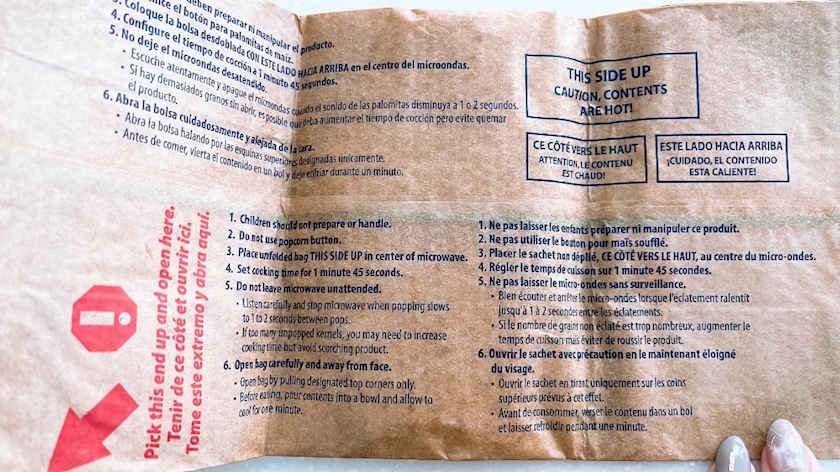 deben preparar ni manipular el producto.
el botón para palomitas de maíz.
3. Coloque la bolsa desdoblada CON ESTE LADO HACIA ARRIBA en el centro del microondas.
4. Configure el tiempo de cocción a 1 minuto 45 segundos.
5. No deje el microondas desatendido.
• Escuche atentamente y apague el microondas cuando el sonido de las palomitas disminuya a 1 o 2 segundos.
• Si hay demasiados granos sin abrir, es posible que deba aumentar el tiempo de cocción pero evite quemar
el producto.
6. Abra la bolsa cuidadosamente y alejada de la cara.
• Abra la bolsa halando por las esquinas superiores designadas únicamente.
• Antes de comer, vierta el contenido en un bol y deje enfriar durante un minuto.
THIS SIDE UP
CAUTION, CONTENTS
ARE HOT!
CE CÔTÉ VERS LE HAUT
ATTENTION, LE CONTENU
EST CHAUD!
ESTE LADO HACIA ARRIBA
¡CUIDADO, EL CONTENIDO
ESTA CALIENTE!
Pick this end up and open here.
Tenir de ce côté et ouvrir ici.
Tome este extremo y abra aquí.
1. Children should not prepare or handle.
2. Do not use popcorn button.
3. Place unfolded bag THIS SIDE UP in center of microwave.
4. Set cooking time for 1 minute 45 seconds.
5. Do not leave microwave unattended.
• Listen carefully and stop microwave when popping slows
to 1 to 2 seconds between pops.
• If too many unpopped kernels, you may need to increase
cooking time but avoid scorching product.
6. Open bag carefully and away from face.
• Open bag by pulling designated top corners only.
• Before eating, pour contents into a bowl and allow to
cool for one minute.
1. Ne pas laisser les enfants préparer ni manipuler ce produit.
2. Ne pas utiliser le bouton pour maïs soufflé.
3. Placer le sachet non déplié, CE CÔTÉ VERS LE HAUT, au centre du micro-ondes.
4. Régler le temps de cuisson sur 1 minute 45 secondes.
5. Ne pas laisser le micro-ondes sans surveillance.
• Bien écouter et arrêter le micro-ondes lorsque l'éclatement ralentit
jusqu'à 1 à 2 secondes entre les éclatements.
• Si le nombre de grains non éclaté est trop nombreux, augmenter le
temps de cuisson mais éviter de roussir le produit.
6. Ouvrir le sachet avec précaution en le maintenant éloigné
du visage.
• Ouvrir le sachet en tirant uniquement sur les coins
supérieurs prévus à cet effet.
• Avant de consommer, verser le contenu dans un bol
et laisser refroidir pendant une minute.